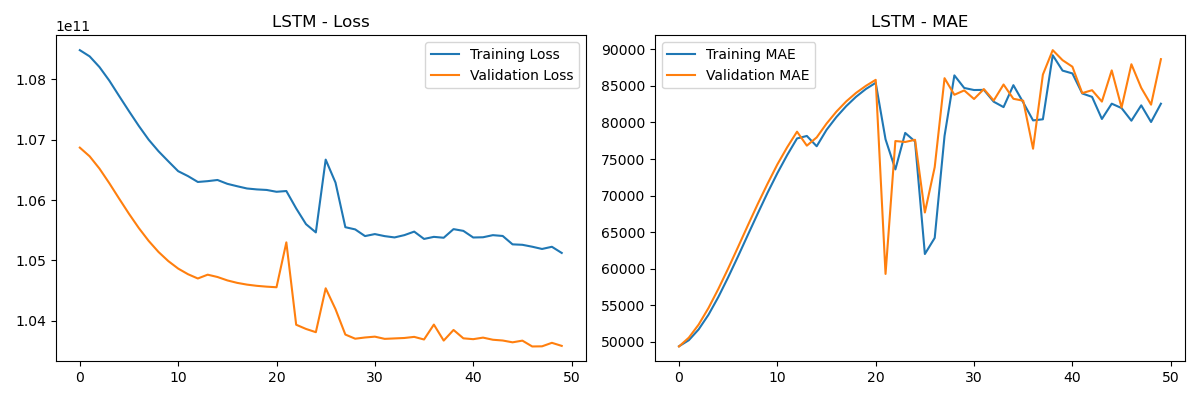 LSTM - Loss
1e11
Training Loss
Validation Loss
1.08
1.07
1.06
1.05
1.04
0 10 20 30 40 50
LSTM - MAE
Training MAE
Validation MAE
90000
85000
80000
75000
70000
65000
60000
55000
50000
0 10 20 30 40 50